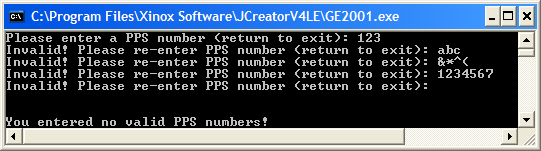 C:\Program Files\Xinox Software\JCreatorV4LE\GE2001.exe
Please enter a PPS number (return to exit): 123
Invalid! Please re-enter PPS number (return to exit): abc
Invalid! Please re-enter PPS number (return to exit): &*^(
Invalid! Please re-enter PPS number (return to exit): 1234567
Invalid! Please re-enter PPS number (return to exit):
You entered no valid PPS numbers!